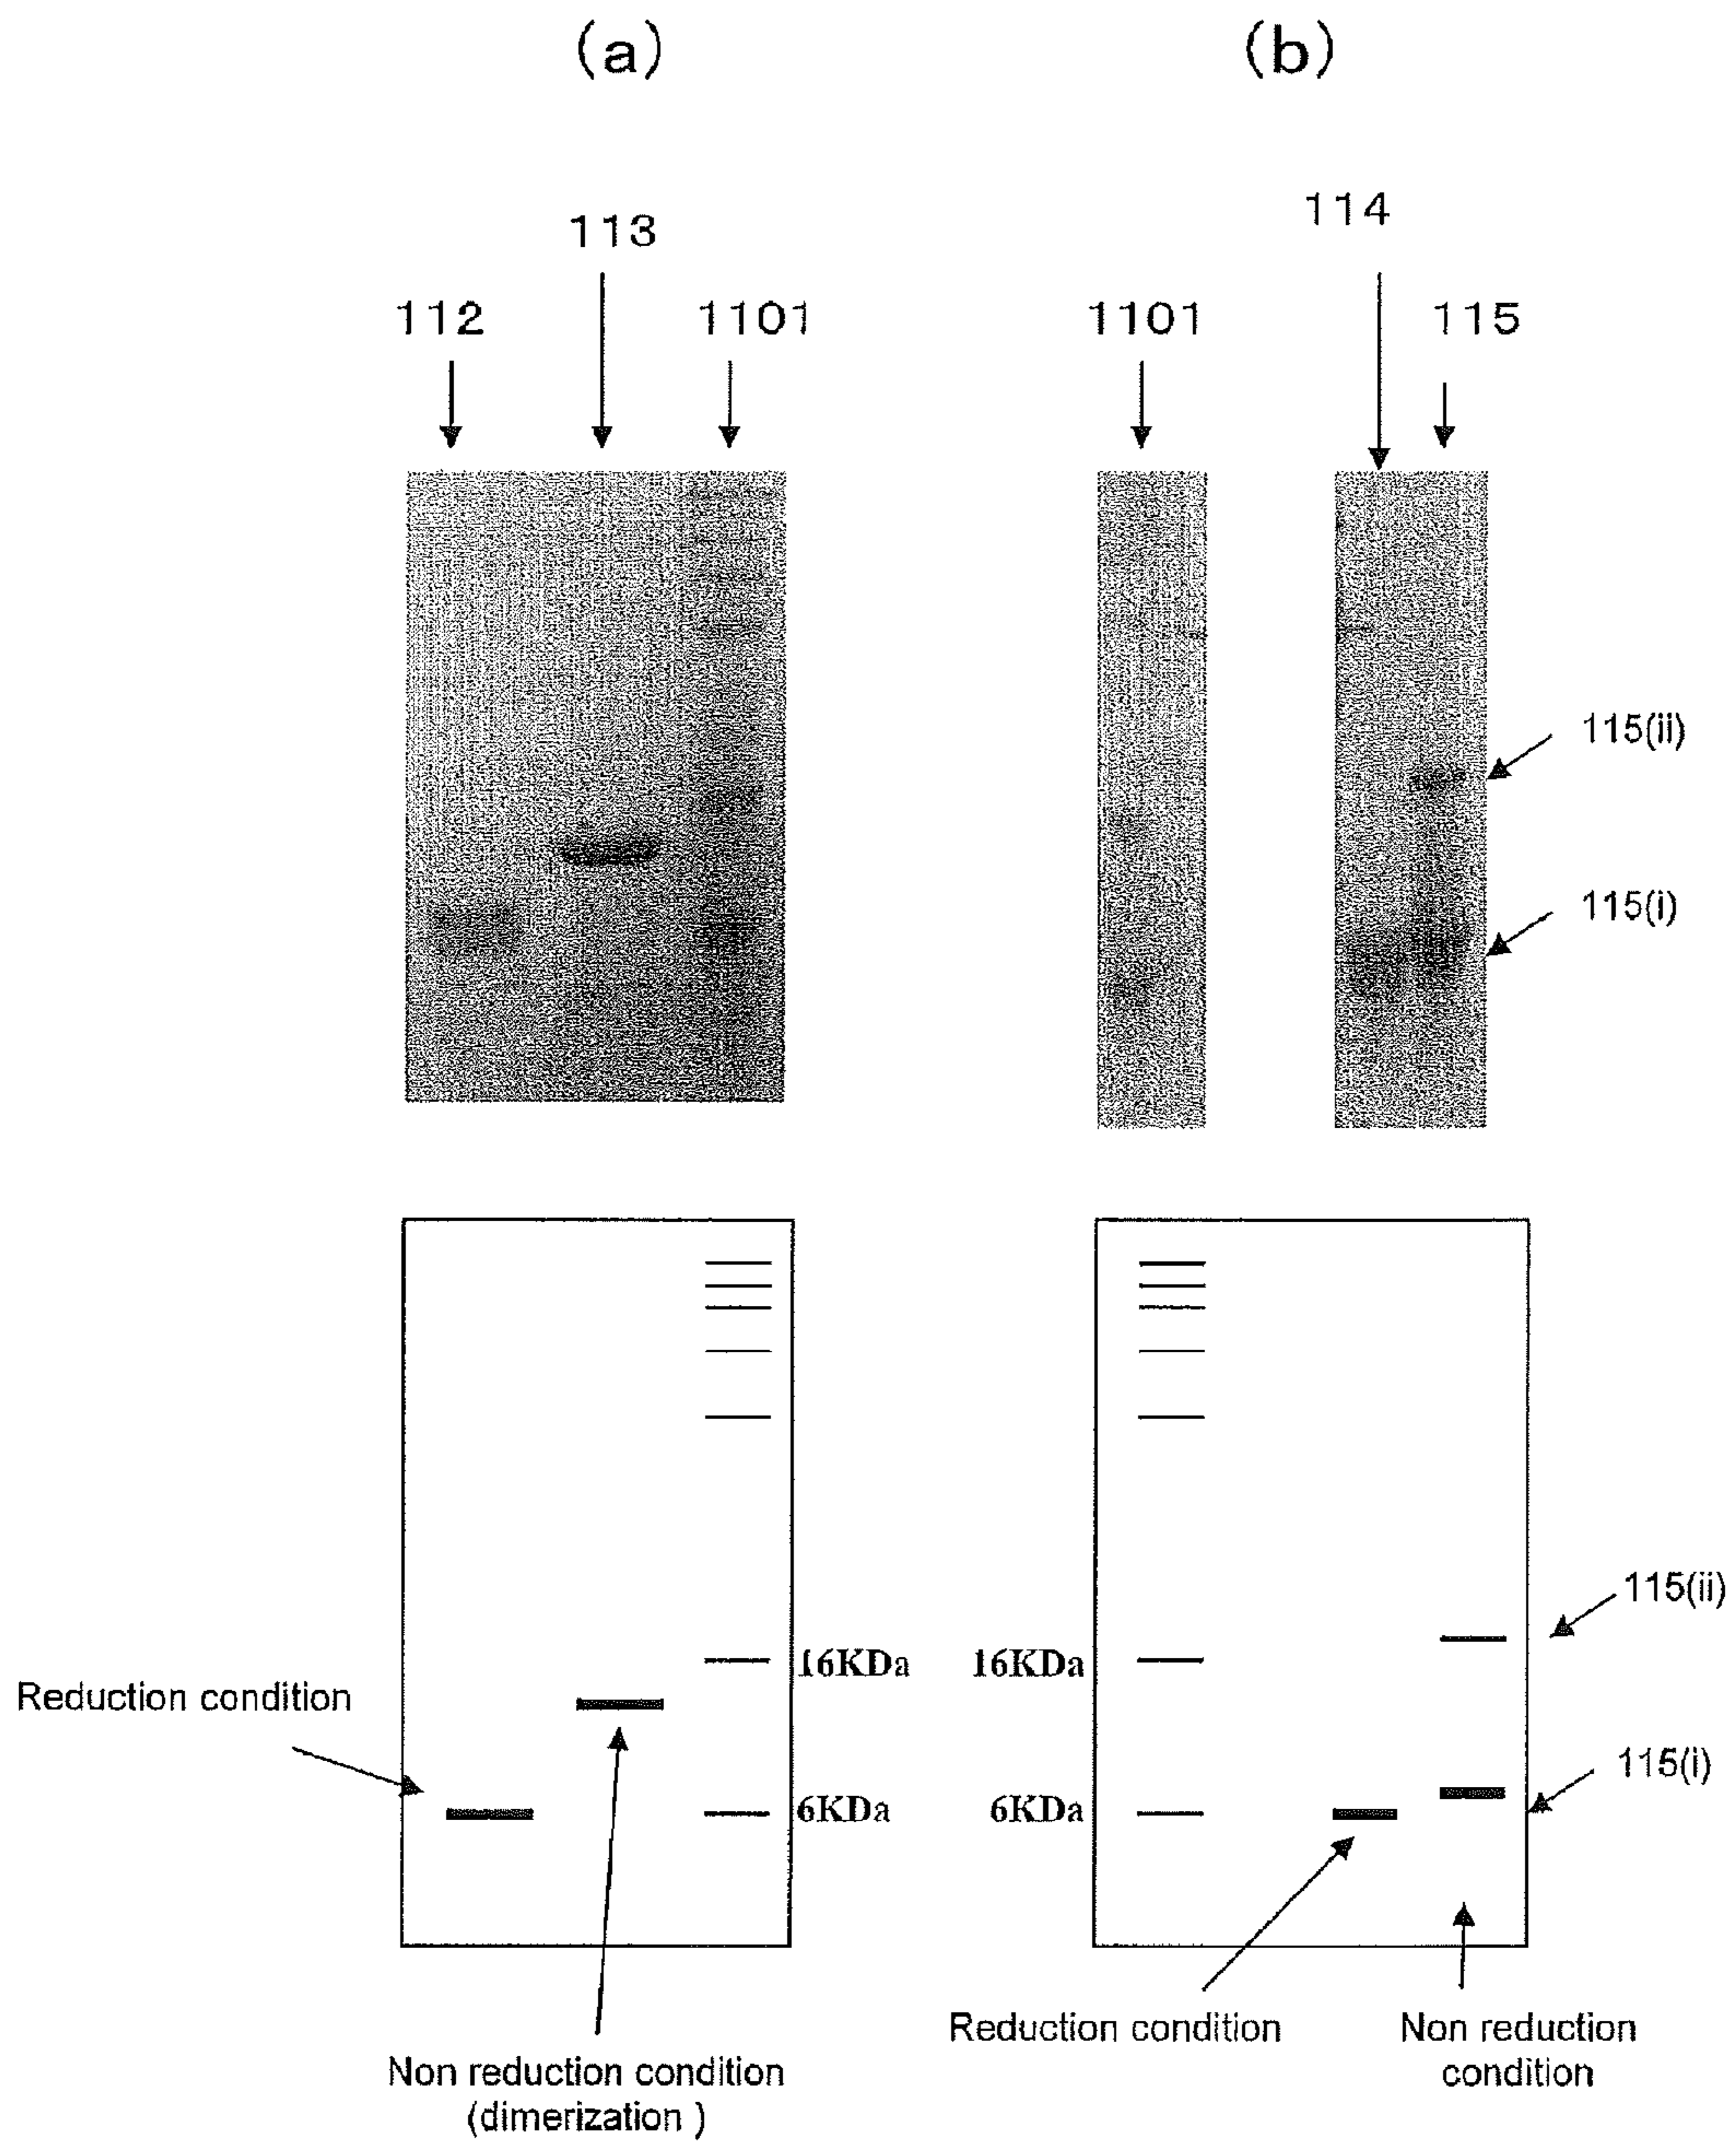 (a)
(b)
113
114
112
1101
1101
115
115(ii)
115(i)
115(ii)
16KDa
16KDa
Reduction condition
115(i)
6KDa
6KDa
Reduction condition
Non reduction
condition
Non reduction condition
(dimerization )